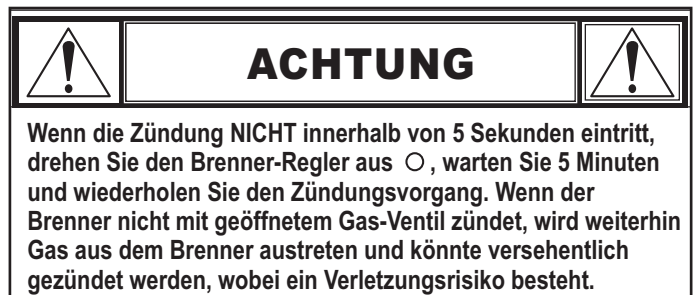 ACHTUNG
Wenn die Zündung NICHT innerhalb von 5 Sekunden eintritt,
drehen Sie den Brenner-Regler aus ○ , warten Sie 5 Minuten
und wiederholen Sie den Zündungsvorgang. Wenn der
Brenner nicht mit geöffnetem Gas-Ventil zündet, wird weiterhin
Gas aus dem Brenner austreten und könnte versehentlich
gezündet werden, wobei ein Verletzungsrisiko besteht.